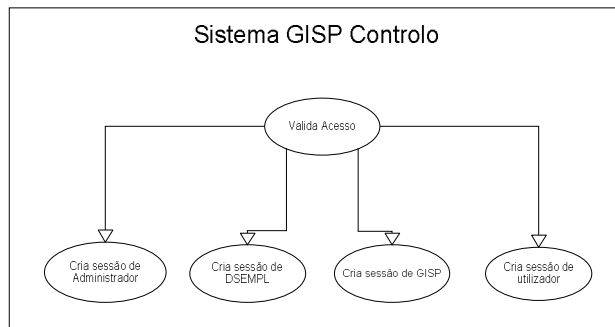 Sistema GISP Controlo
Valida Acesso
Cria sessão de
Administrador
Cria sessão de
DSEMPL
Cria sessão de GISP
Cria sessão de
utilizador